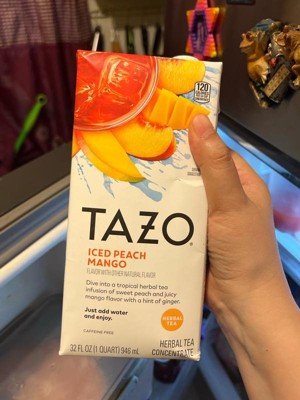 120
TAZO
ICED PEACH
MANGO
FLAVOR WITH OTHER NATURAL FLAVOR
Dive into a tropical herbal tea
infusion of sweet peach and juicy
mango flavor with a hint of ginger.
Just add water
and enjoy.
HERBAL
TEA
CAFFEINE FREE
HERBAL TEA
CONCENTRATE
32 FL OZ (1 QUART) 946 mL